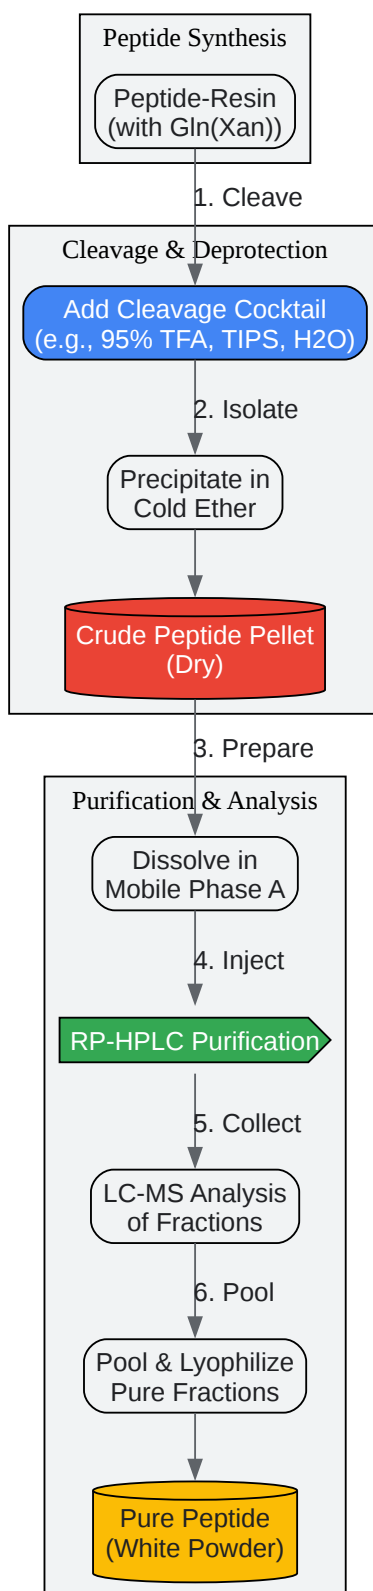 Peptide Synthesis
Peptide-Resin
(with Gln(Xan))
1. Cleave
Cleavage & Deprotection
Add Cleavage Cocktail
(e.g., 95% TFA, TIPS, H2O)
2. Isolate
Precipitate in
Cold Ether
Crude Peptide Pellet
(Dry)
3. Prepare
Purification & Analysis
Dissolve in
Mobile Phase A
4. Inject
RP-HPLC Purification
5. Collect
LC-MS Analysis
of Fractions
6. Pool
Pool & Lyophilize
Pure Fractions
Pure Peptide
(White Powder)